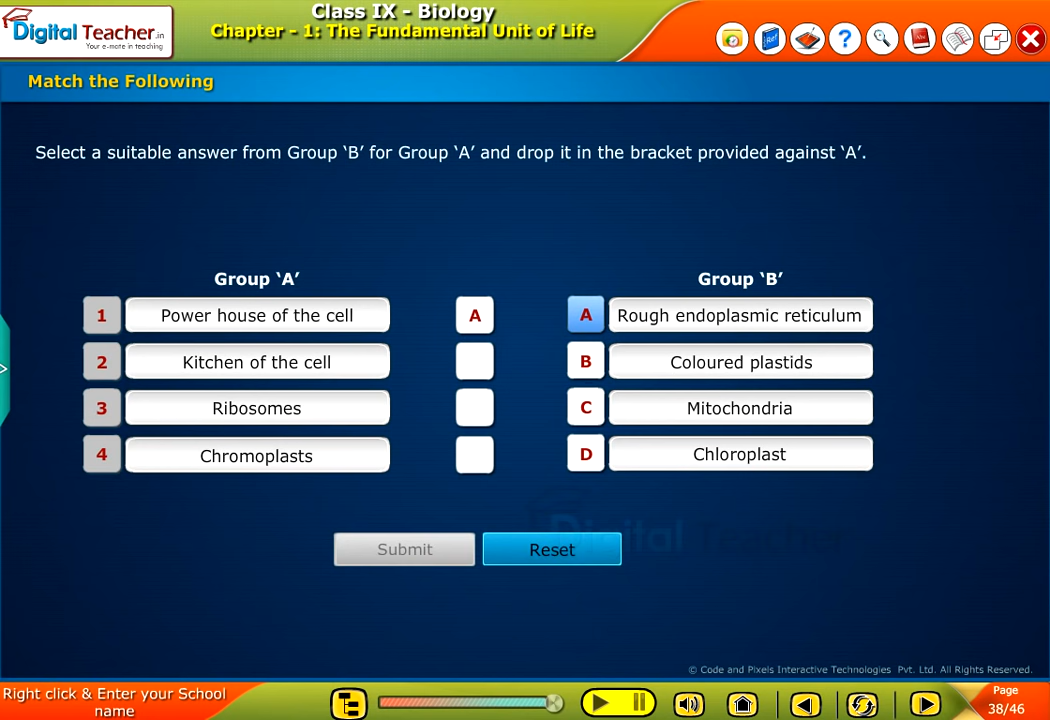 Digital Teacher.in
Your e-mate in teaching
Class IX - Biology
Chapter - 1: The Fundamental Unit of Life
Match the Following
Select a suitable answer from Group ‘B’ for Group ‘A’ and drop it in the bracket provided against ‘A’.
Group ‘A’ Group ‘B’
1 Power house of the cell A A Rough endoplasmic reticulum
2 Kitchen of the cell B Coloured plastids
3 Ribosomes C Mitochondria
4 Chromoplasts D Chloroplast
Digital Teacher
Submit Reset
© Code and Pixels Interactive Technologies Pvt. Ltd. All Rights Reserved.
Right click & Enter your School
name
Page
38/46